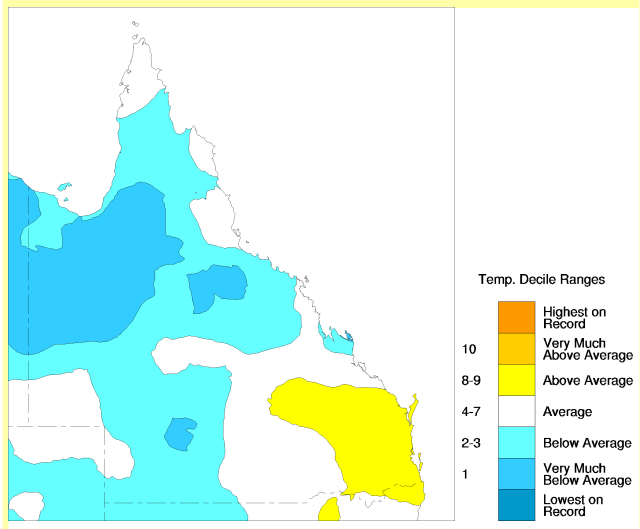 Temp. Decile Ranges
Highest on
Record
10
Very Much
Above Average
8-9
Above Average
4-7
Average
2-3
Below Average
1
Very Much
Below Average
Lowest on
Record